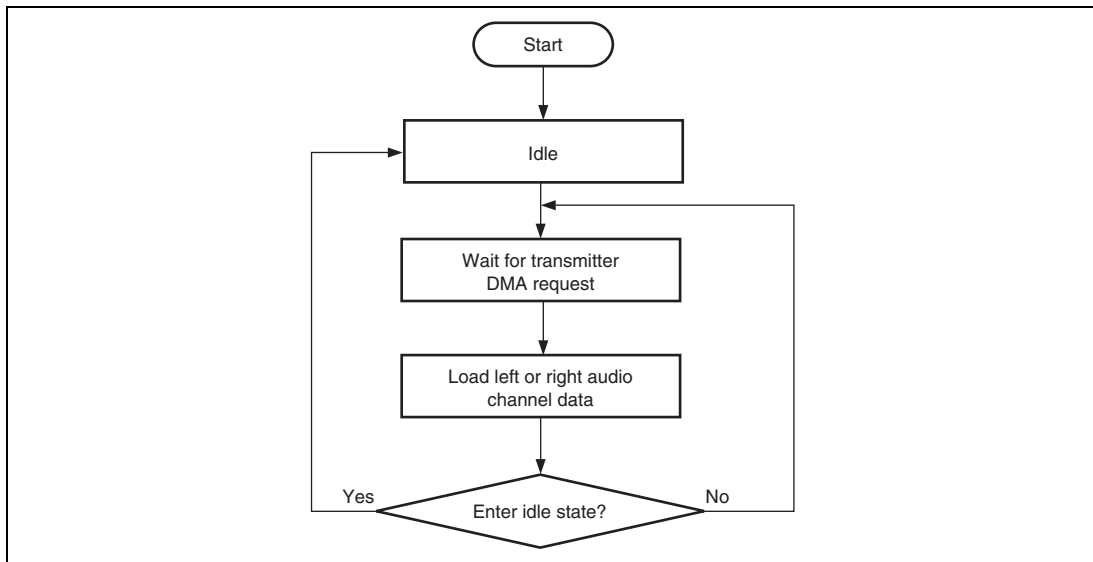 Start
Idle
Wait for transmitter
DMA request
Load left or right audio
channel data
Yes
Enter idle state?
No